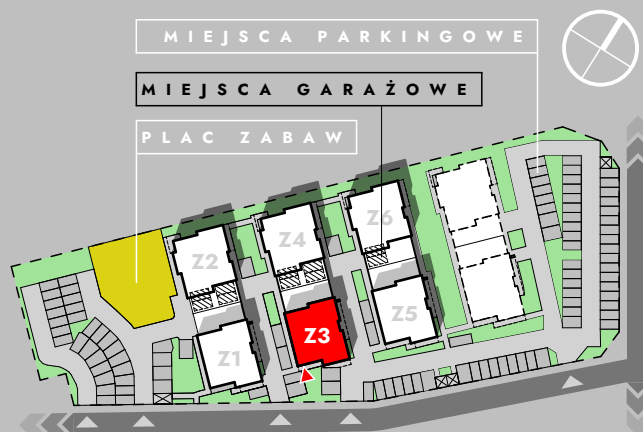 MIEJSCA PARKINGOWE
MIEJSCA GARAŻOWE
PLAC ZABAW
Z6
Z4
Z2
Z5
Z3
Z1